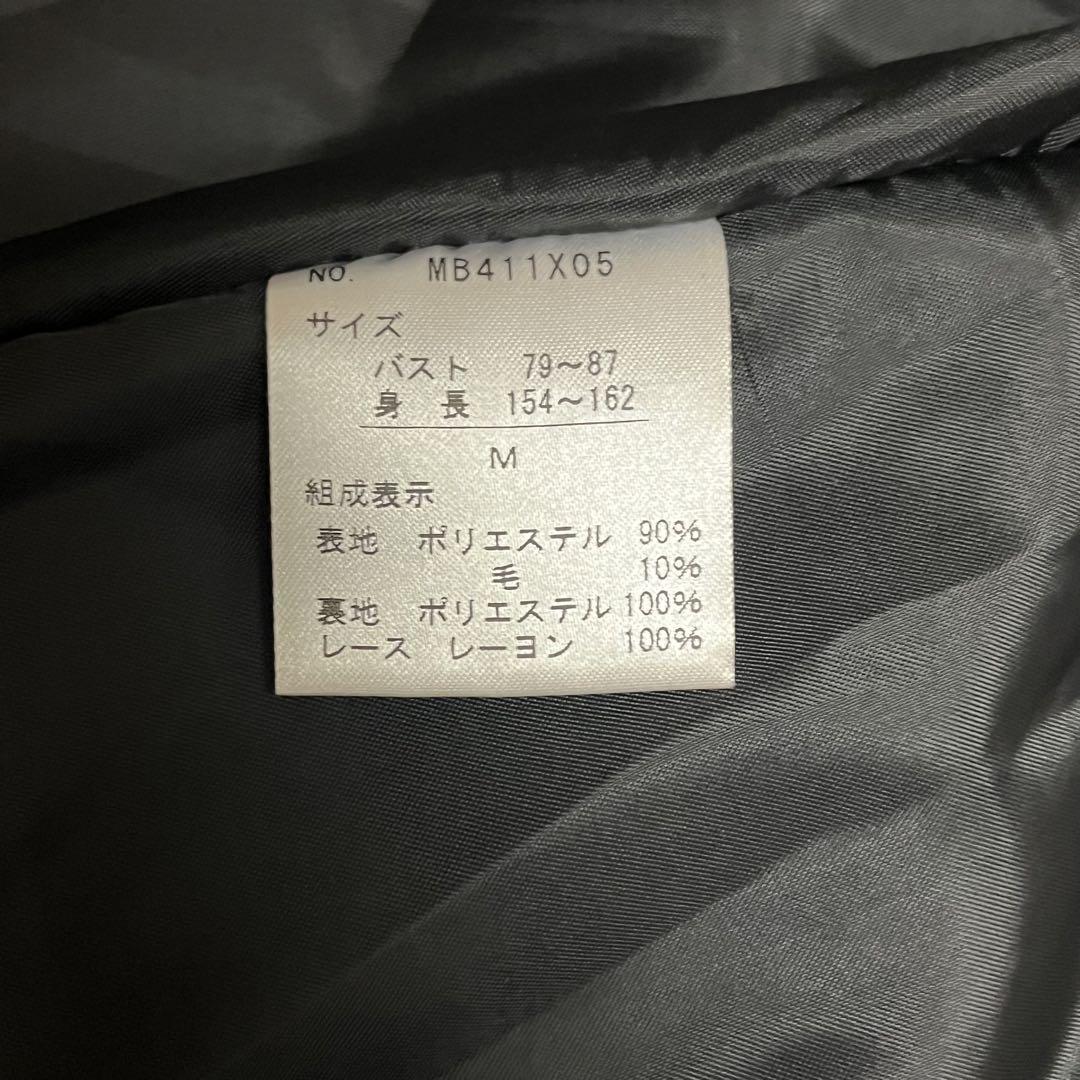 NO. MB411X05
サイズ
バスト 79〜87
身 長 154〜162
M
組成表示
表地 ポリエステル 90%
毛 10%
裏地 ポリエステル 100%
レース レーヨン 100%